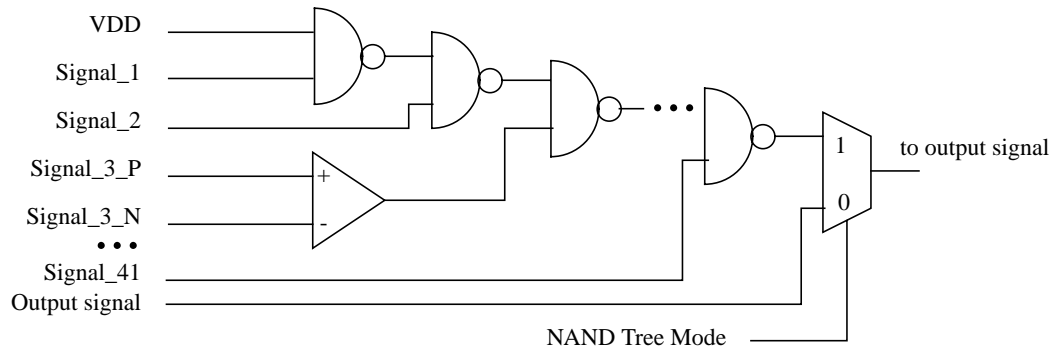 VDD
Signal_1
Signal_2
Signal_3_P
+
Signal_3_N
-
•••
•••
Signal_41
Output signal
1
0
to output signal
NAND Tree Mode